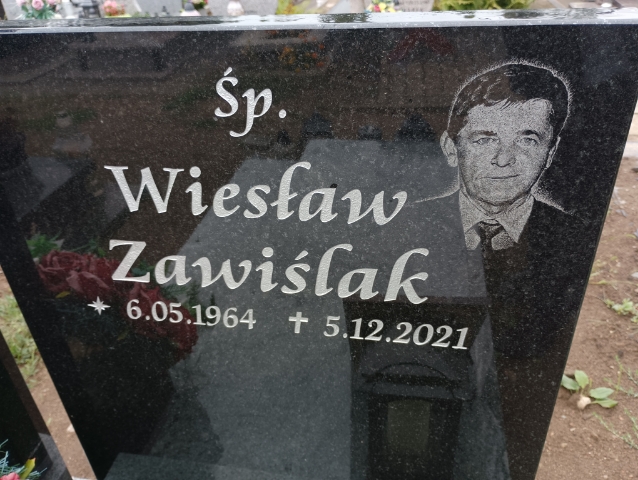 Śp.
Wiesław
Zawiślak
6.05.1964 ✝ 5.12.2021